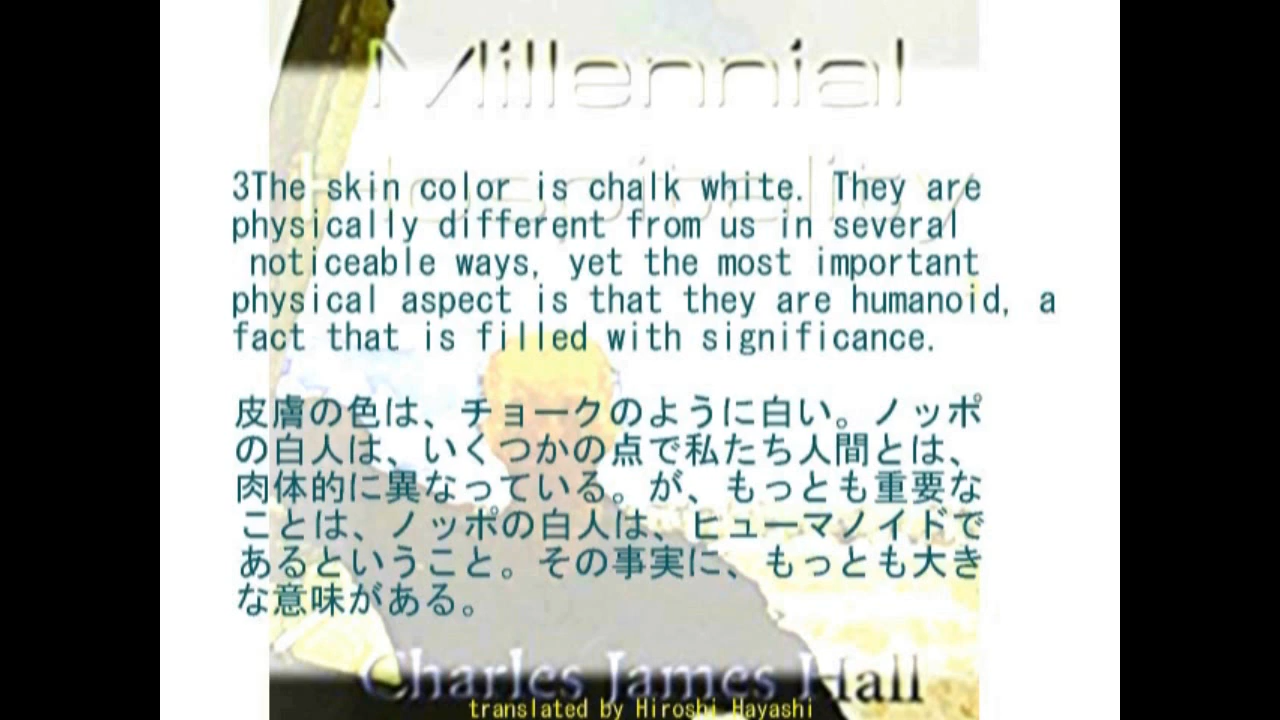 Millennial
Hospitality
3The skin color is chalk white. They are
physically different from us in several
noticeable ways, yet the most important
physical aspect is that they are humanoid, a
fact that is filled with significance.
皮膚の色は、チョークのように白い。ノッポ
の白人は、いくつかの点で私たち人間とは、
肉体的に異なっている。が、もっとも重要な
ことは、ノッポの白人は、ヒューマノイドで
あるということ。その事実に、もっとも大き
な意味がある。
Charles James Hall
translated by Hiroshi Hayashi